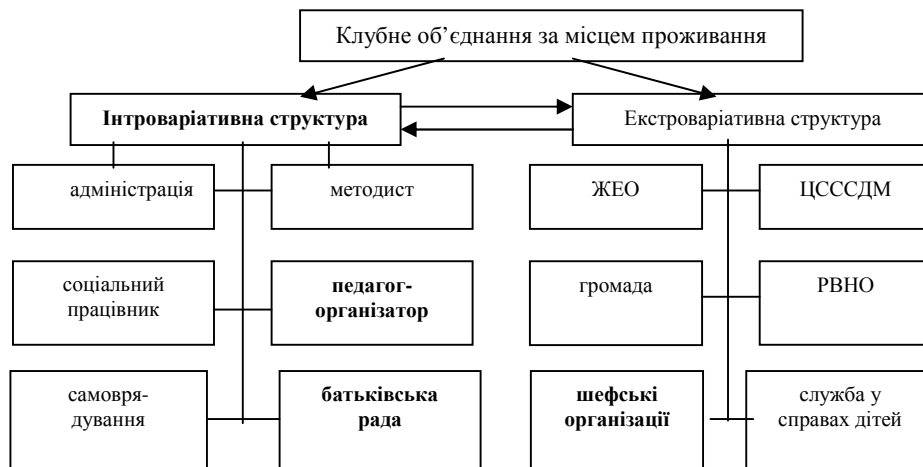 Клубне об’єднання за місцем проживання
Інтроваріативна структура
Екстроваріативна структура
адміністрація
методист
ЖЕО
ЦСССДМ
соціальний
працівник
педагог-
організатор
громада
РВНО
самовря-
дування
батьківська
рада
шефські
організації
служба у
справах дітей